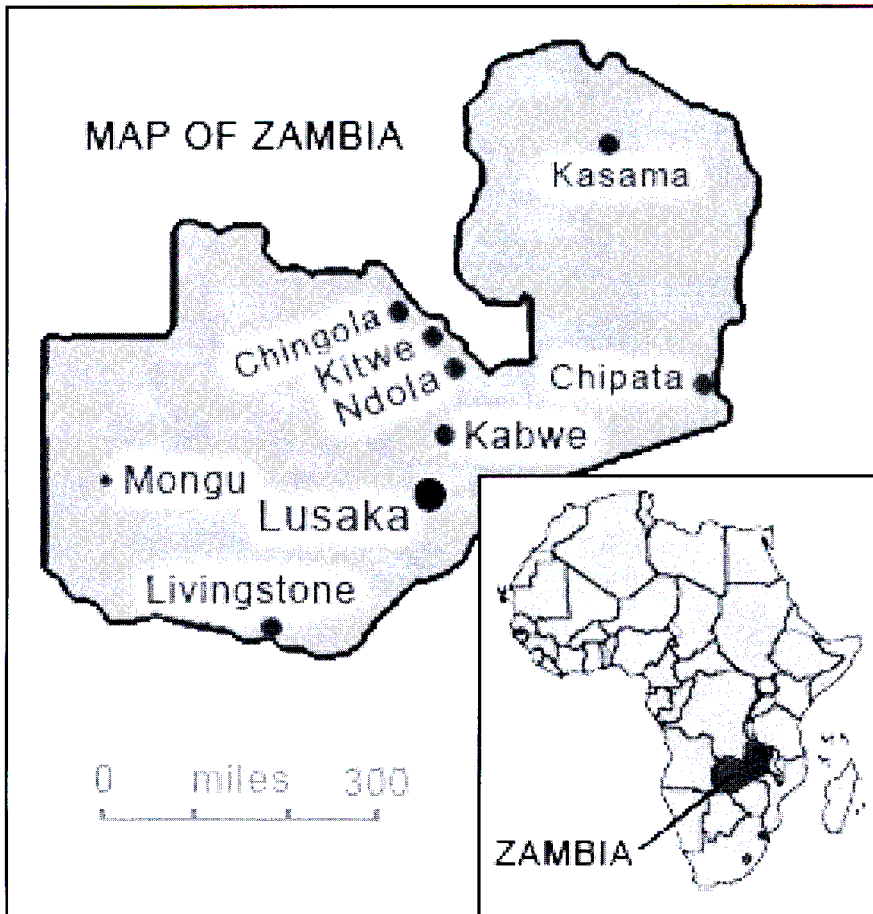 MAP OF ZAMBIA
Kasama
Chingola
Kitwe
Ndola
Chipata
Kabwe
Mongu
Lusaka
Livingstone
0 miles 300
ZAMBIA